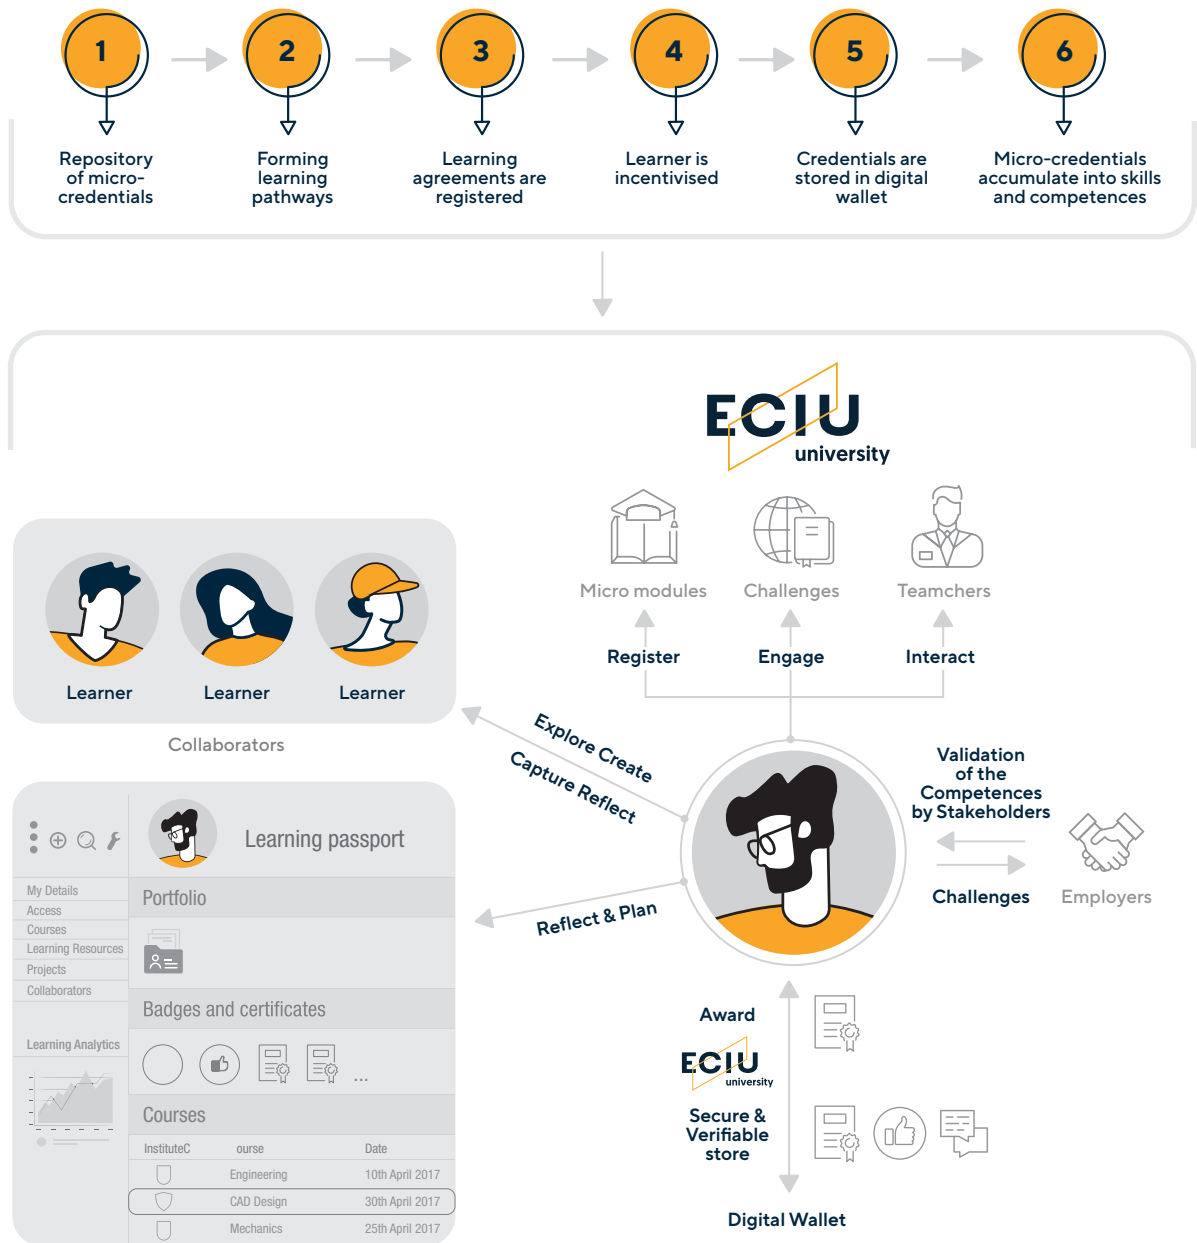 1
2
3
4
5
6
Repository
of micro-
credentials
Forming
learning
pathways
Learning
agreements are
registered
Learner is
incentivised
Credentials are
stored in digital
wallet
Micro-credentials
accumulate into skills
and competences
ECIU
university
Micro modules
Challenges
Teamchers
Register
Engage
Interact
Learner
Learner
Learner
Collaborators
Explore Create
Capture Reflect
Reflect & Plan
Validation
of the
Competences
by Stakeholders
Challenges
Employers
Learning passport
My Details
Access
Courses
Learning Resources
Projects
Collaborators
Learning Analytics
Portfolio
Badges and certificates
...
Courses
InstituteC ourse Date
Engineering 10th April 2017
CAD Design 30th April 2017
Mechanics 25th April 2017
Award
ECIU
university
Secure &
Verifiable
store
Digital Wallet